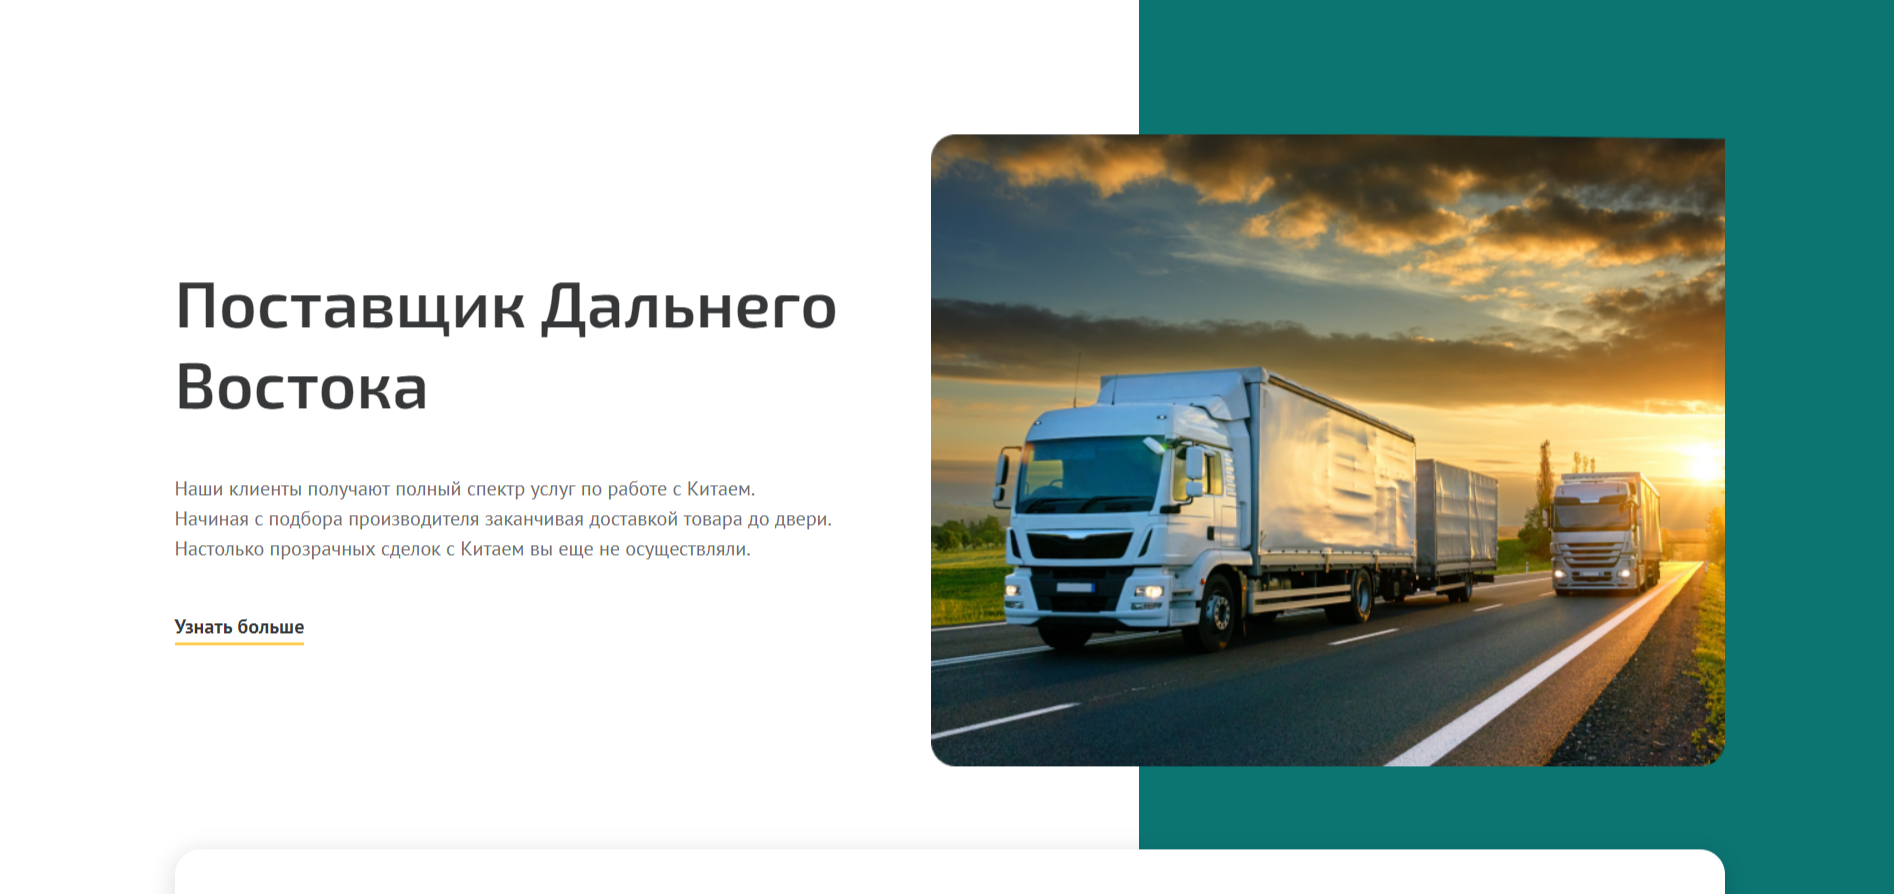 Поставщик Дальнего
Востока
Наши клиенты получают полный спектр услуг по работе с Китаем.
Начиная с подбора производителя заканчивая доставкой товара до двери.
Настолько прозрачных сделок с Китаем вы еще не осуществляли.
Узнать больше